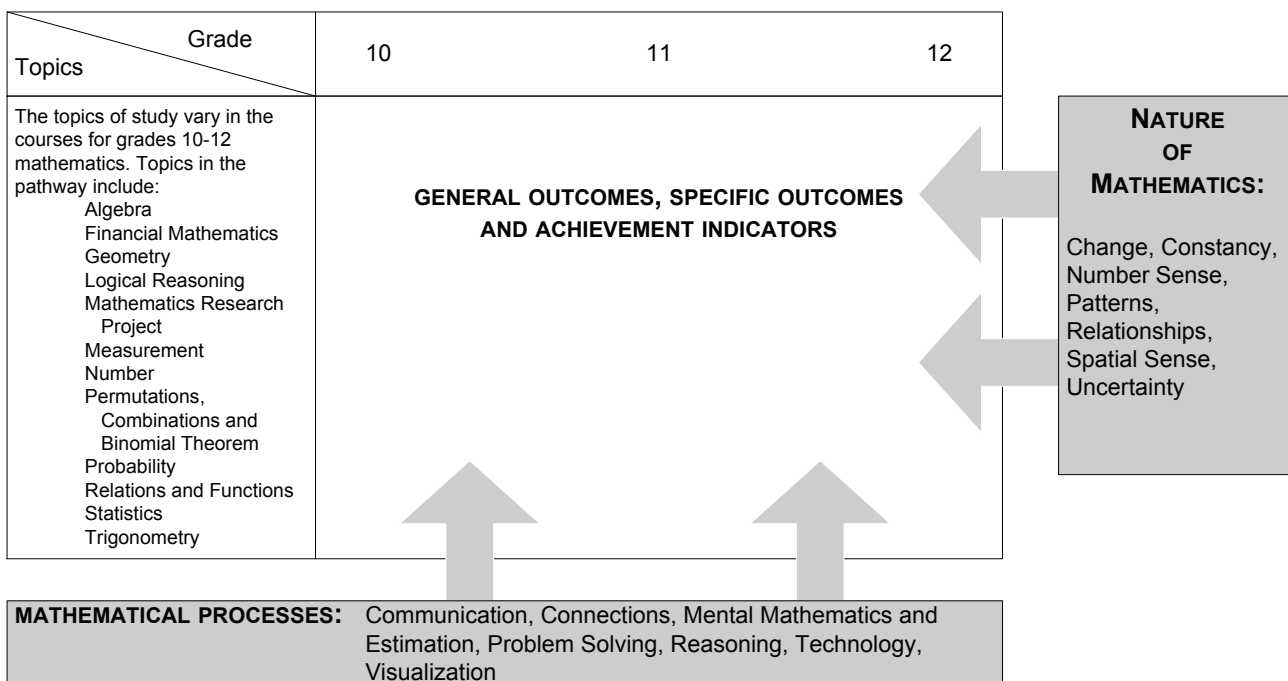 Grade
Topics
10
11
12
The topics of study vary in the
courses for grades 10-12
mathematics. Topics in the
pathway include:
Algebra
Financial Mathematics
Geometry
Logical Reasoning
Mathematics Research
Project
Measurement
Number
Permutations,
Combinations and
Binomial Theorem
Probability
Relations and Functions
Statistics
Trigonometry
GENERAL OUTCOMES, SPECIFIC OUTCOMES
AND ACHIEVEMENT INDICATORS
NATURE
OF
MATHEMATICS:
Change, Constancy,
Number Sense,
Patterns,
Relationships,
Spatial Sense,
Uncertainty
MATHEMATICAL PROCESSES: Communication, Connections, Mental Mathematics and
Estimation, Problem Solving, Reasoning, Technology,
Visualization